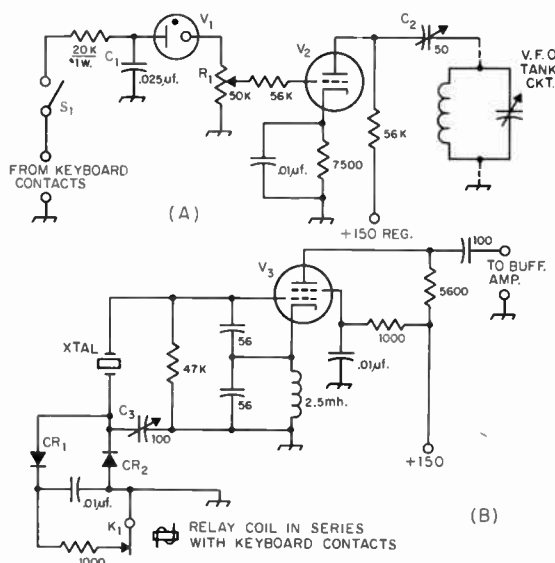 20K
1W.
C1
.025µf.
V1
R1
50K
56K
V2
C2
50
V.F.O.
TANK
CKT.
S1
FROM KEYBOARD
CONTACTS
.01µf.
7500
56K
(A)
+150 REG.
V3
100
TO BUFF.
AMP.
5600
XTAL
47K
56
56
1000
.01µf.
2.5mh.
C3
100
CR1
CR2
.01µf.
+150
K1
1000
RELAY COIL IN SERIES
WITH KEYBOARD CONTACTS
(B)